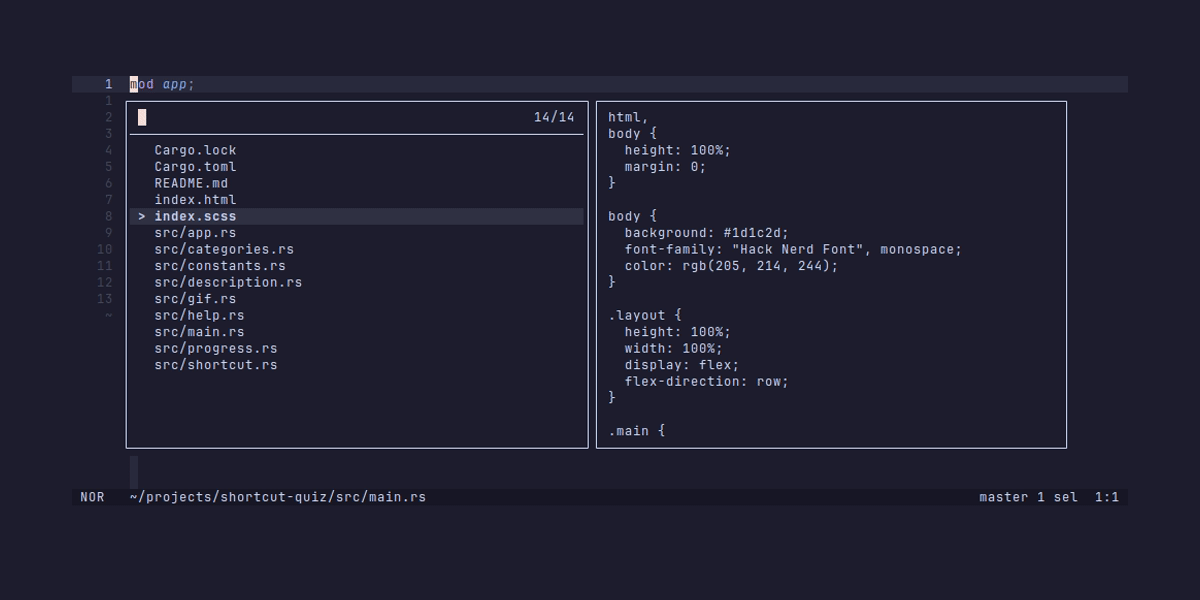 1 mod app;
1
2
3
4
5
6
7
8
9
10
11
12
13
~
14/14
Cargo.lock
Cargo.toml
README.md
index.html
> index.scss
src/app.rs
src/categories.rs
src/constants.rs
src/description.rs
src/gif.rs
src/help.rs
src/main.rs
src/progress.rs
src/shortcut.rs
html,
body {
  height: 100%;
  margin: 0;
}
body {
  background: #1d1c2d;
  font-family: "Hack Nerd Font", monospace;
  color: rgb(205, 214, 244);
}
.layout {
  height: 100%;
  width: 100%;
  display: flex;
  flex-direction: row;
}
.main {
NOR ~/projects/shortcut-quiz/src/main.rs master 1 sel 1:1